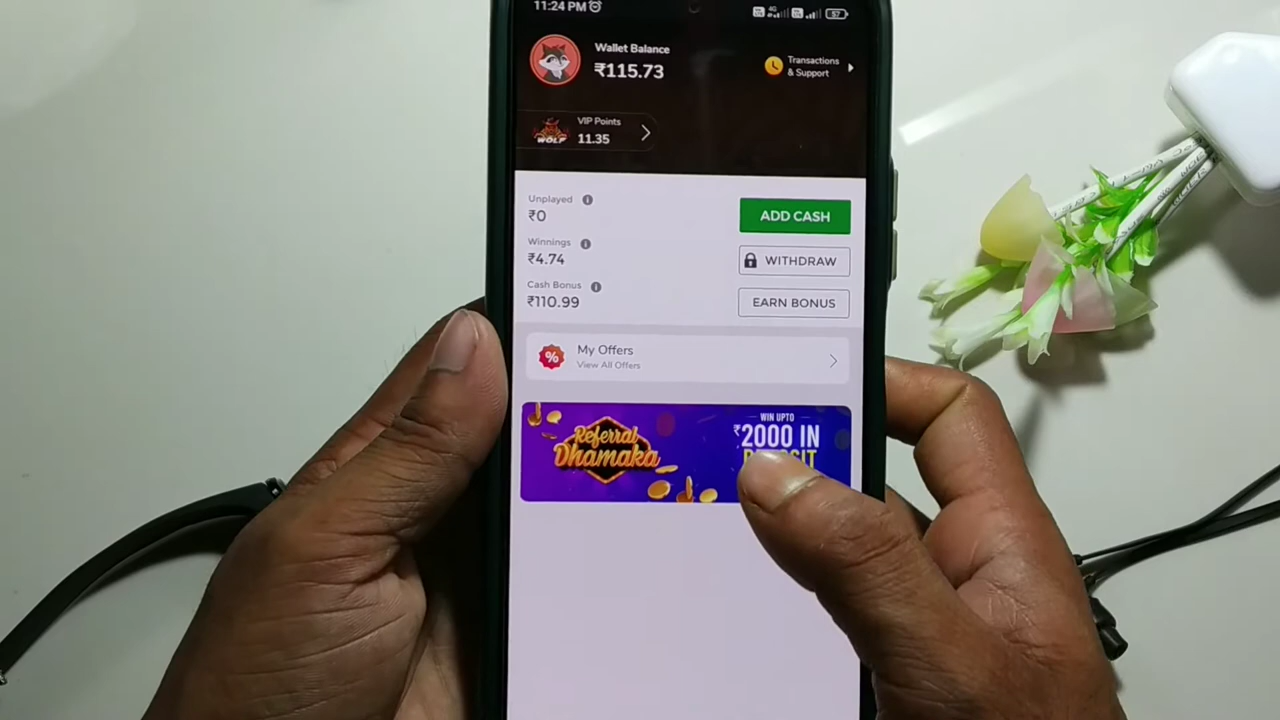 11:24 PM
4G
57
Wallet Balance
₹115.73
Transactions
& Support
WOLF
VIP Points
11.35
Unplayed
₹0
ADD CASH
Winnings
₹4.74
WITHDRAW
Cash Bonus
₹110.99
EARN BONUS
%
My Offers
View All Offers
Referral
Dhamaka
WIN UPTO
₹2000 IN